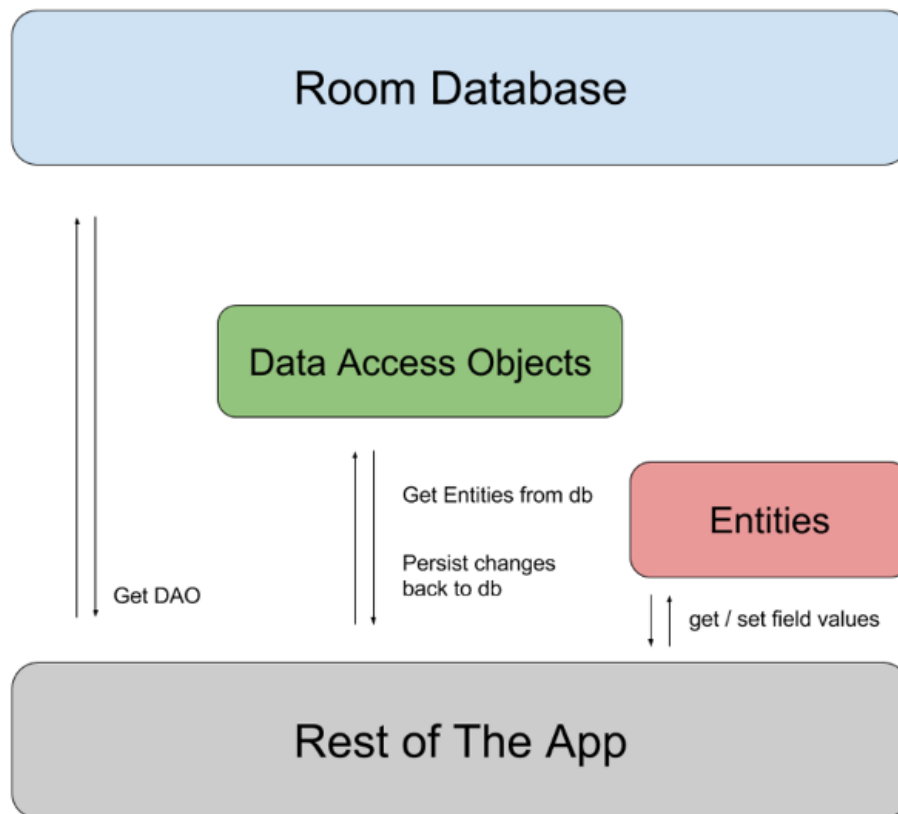 Room Database
Data Access Objects
Get Entities from db
Entities
Persist changes
back to db
Get DAO
get / set field values
Rest of The App